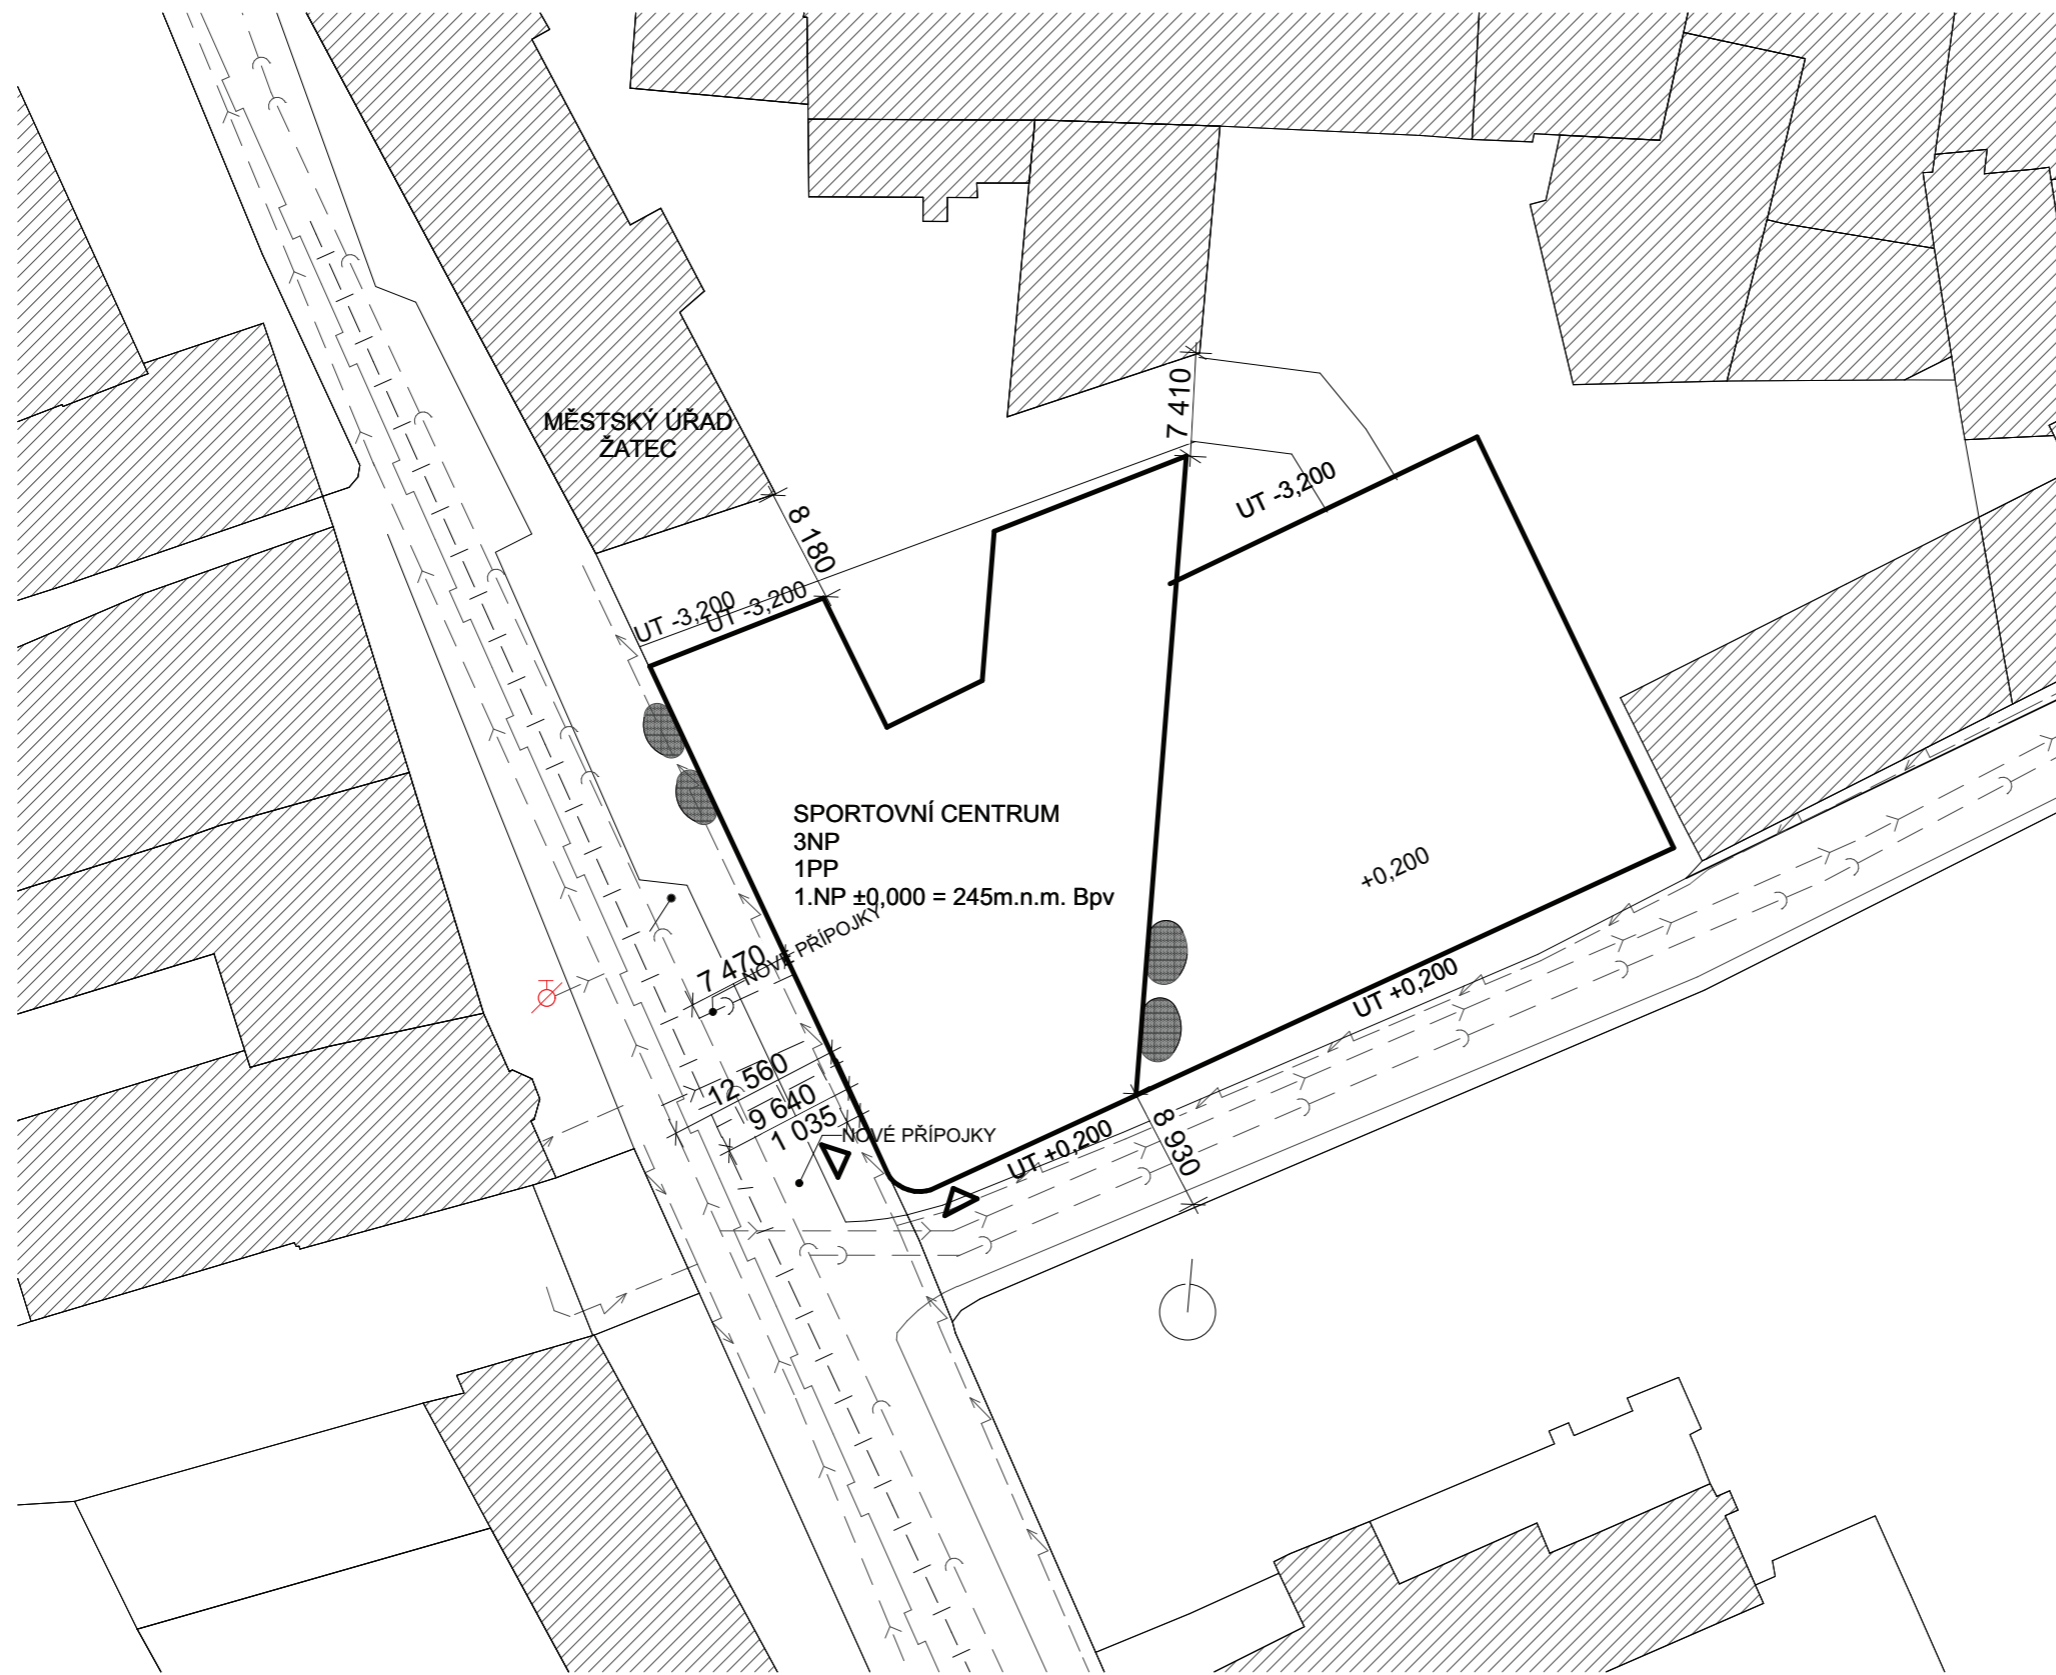 MĚSTSKÝ ÚŘAD
ŽATEC
7 410
8 180
UT -3,200
UT -3,200
UT -3,200
SPORTOVNÍ CENTRUM
3NP
1PP
1.NP ±0,000 = 245m.n.m. Bpv
+0,200
NOVÉ PŘÍPOJKY
7 470
UT +0,200
12 560
9 640
1 035
NOVÉ PŘÍPOJKY
UT +0,200
8 930